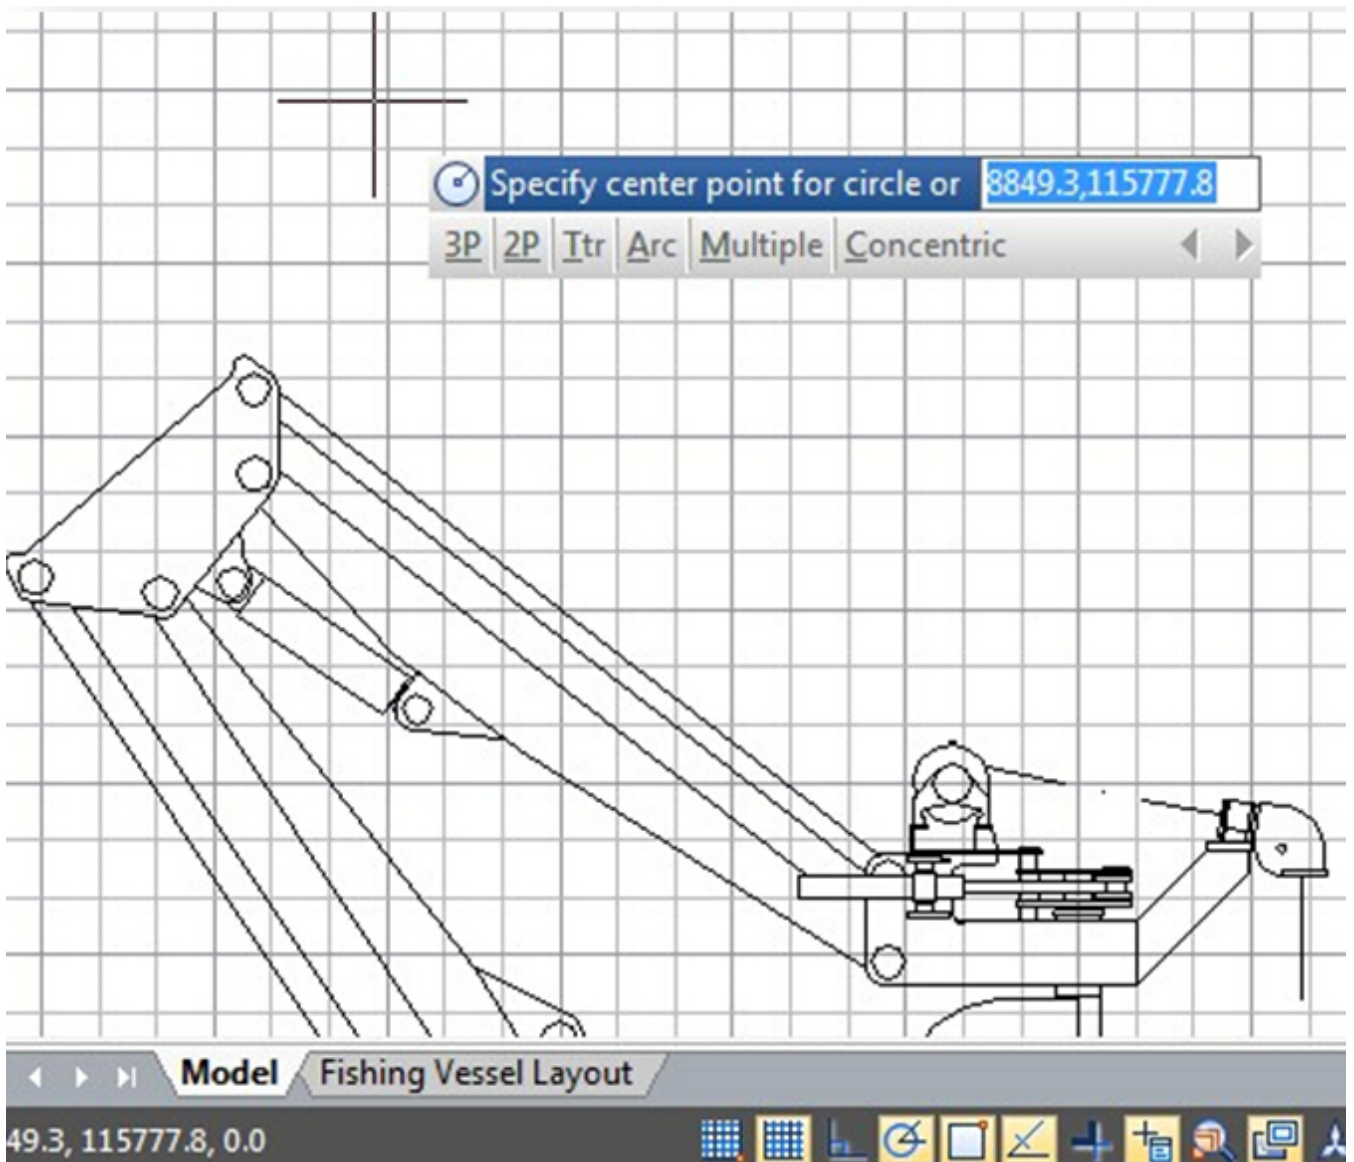 Specify center point for circle or 8849.3,115777.8
3P 2P Ttr Arc Multiple Concentric
Model Fishing Vessel Layout
49.3, 115777.8, 0.0